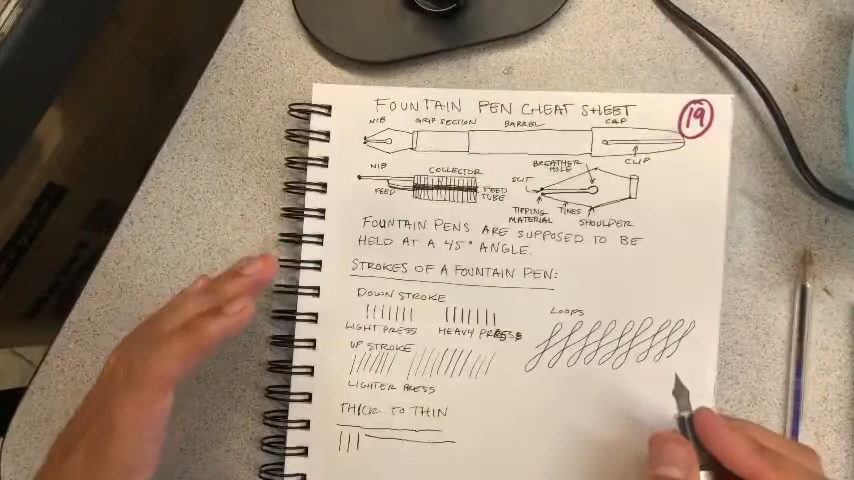 FOUNTAIN PEN CHEAT SHEET
19
NIB GRIP SECTION BARREL CAP
CLIP
NIB
COLLECTOR
FEED
FEED TUBE
BREATHER HOLE
SLIT
TIPPING MATERIAL
TINES
SHOULDER
FOUNTAIN PENS ARE SUPPOSED TO BE
HELD AT A 45° ANGLE.
STROKES OF A FOUNTAIN PEN:
DOWN STROKE
LIGHT PRESS HEAVY PRESS
UP STROKE
LIGHTER PRESS
LOOPS
THICK TO THIN